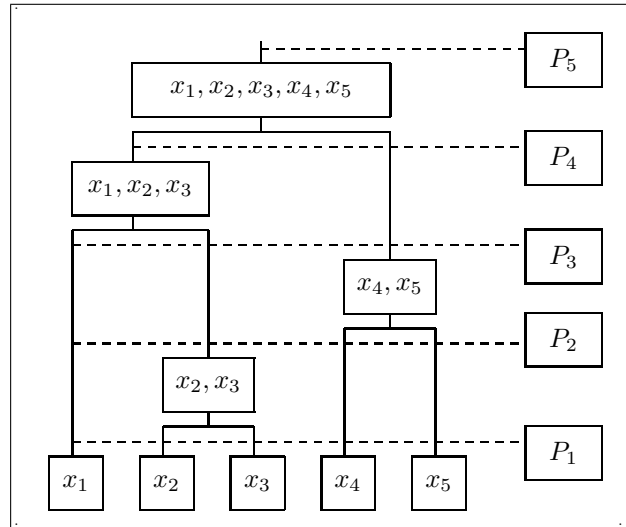 P₅
x₁, x₂, x₃, x₄, x₅
P₄
x₁, x₂, x₃
P₃
x₄, x₅
P₂
x₂, x₃
P₁
x₁ x₂ x₃ x₄ x₅